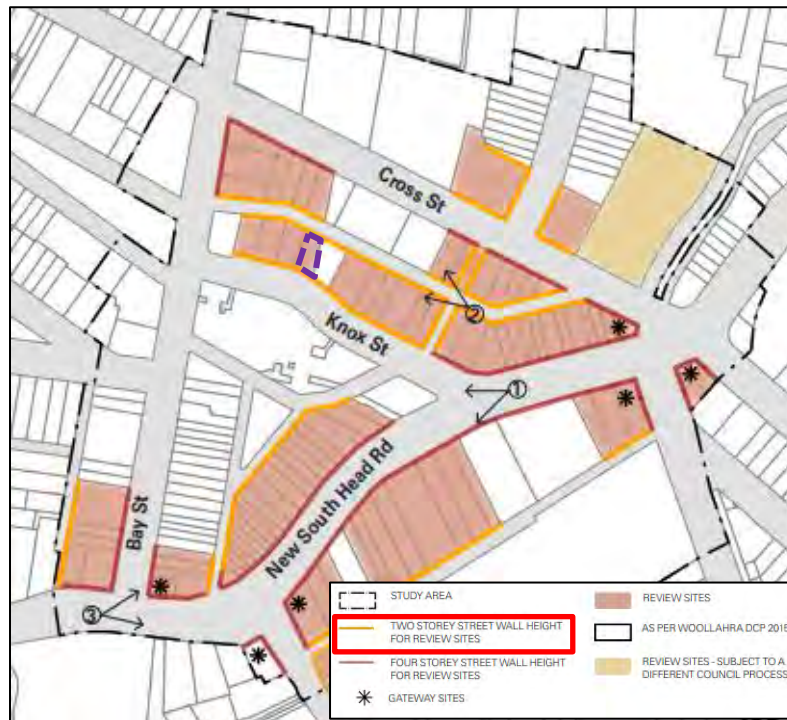 Cross St
②
Knox St
①
New South Head Rd
Bay St
③
STUDY AREA
TWO STOREY STREET WALL HEIGHT
FOR REVIEW SITES
FOUR STOREY STREET WALL HEIGHT
FOR REVIEW SITES
GATEWAY SITES
REVIEW SITES
AS PER WOOLLAHRA DCP 2015
REVIEW SITES - SUBJECT TO A
DIFFERENT COUNCIL PROCESS